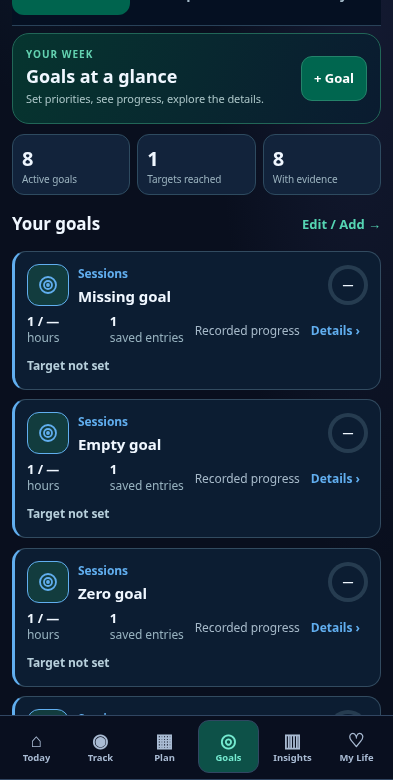 YOUR WEEK
Goals at a glance
Set priorities, see progress, explore the details.
+ Goal
8
Active goals
1
Targets reached
8
With evidence
Your goals
Edit / Add →
Sessions
Missing goal
—
1 / —
hours
1
saved entries
Recorded progress
Details ›
Target not set
Sessions
Empty goal
—
1 / —
hours
1
saved entries
Recorded progress
Details ›
Target not set
Sessions
Zero goal
—
1 / —
hours
1
saved entries
Recorded progress
Details ›
Target not set
Today
Track
Plan
Goals
Insights
My Life